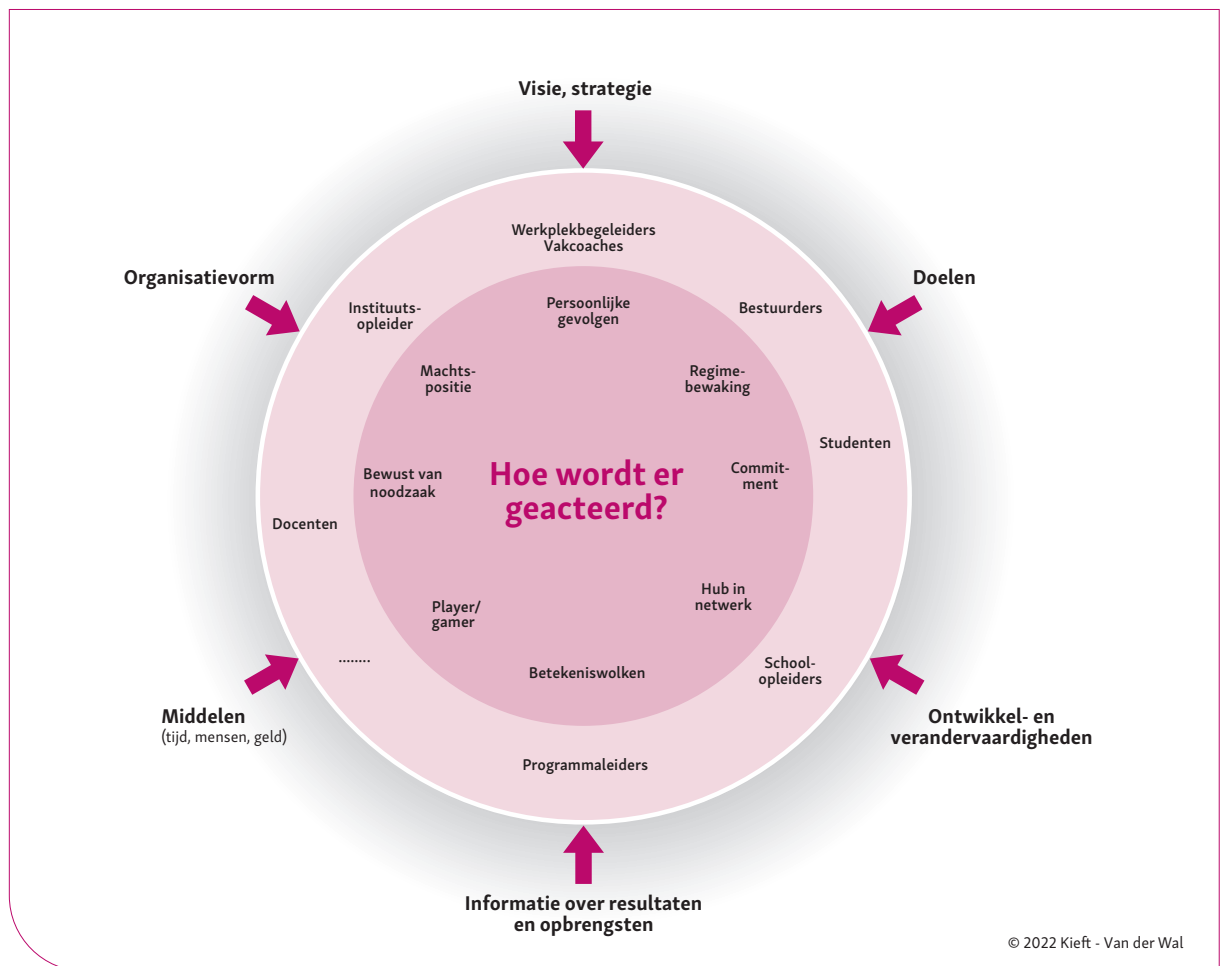 Visie, strategie
Organisatievorm
Doelen
Werkplekbegeleiders
Vakcoaches
Instituuts-
opleider
Bestuurders
Persoonlijke
gevolgen
Machts-
positie
Regime-
bewaking
Studenten
Bewust van
noodzaak
Hoe wordt er
geacteerd?
Commit-
ment
Docenten
Hub in
netwerk
Player/
gamer
........
Betekeniswolken
School-
opleiders
Middelen
(tijd, mensen, geld)
Ontwikkel- en
verandervaardigheden
Programmaleiders
Informatie over resultaten
en opbrengsten
© 2022 Kieft - Van der Wal